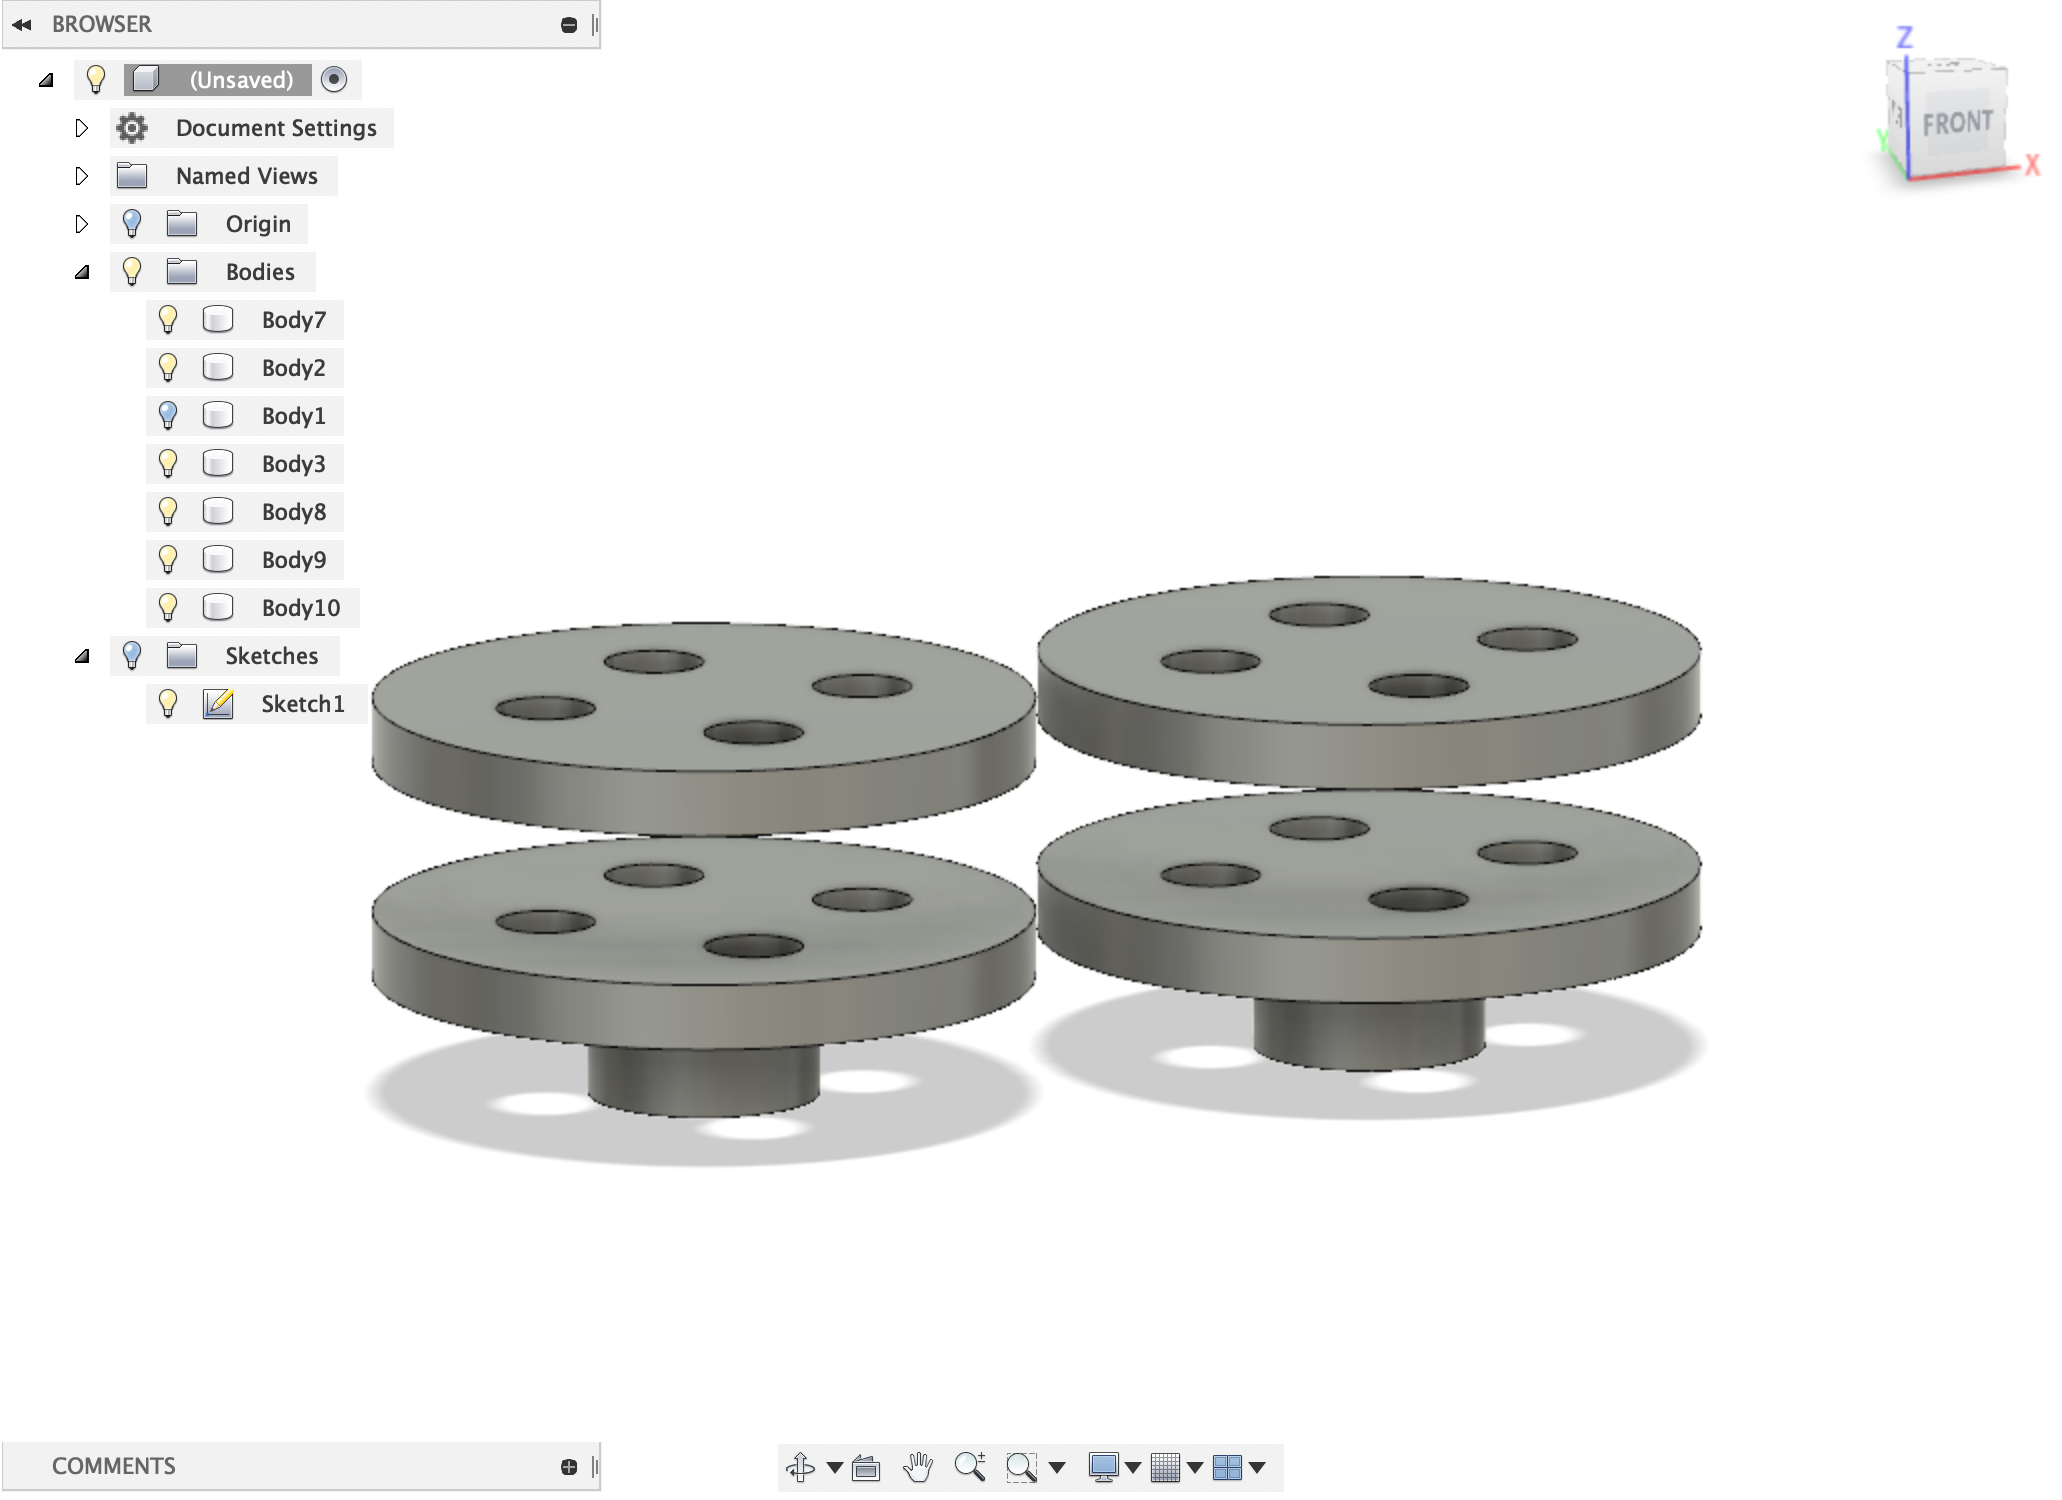 BROWSER
(Unsaved)
Document Settings
Named Views
Origin
Bodies
Body7
Body2
Body1
Body3
Body8
Body9
Body10
Sketches
Sketch1
COMMENTS
Z
FRONT
Y
X